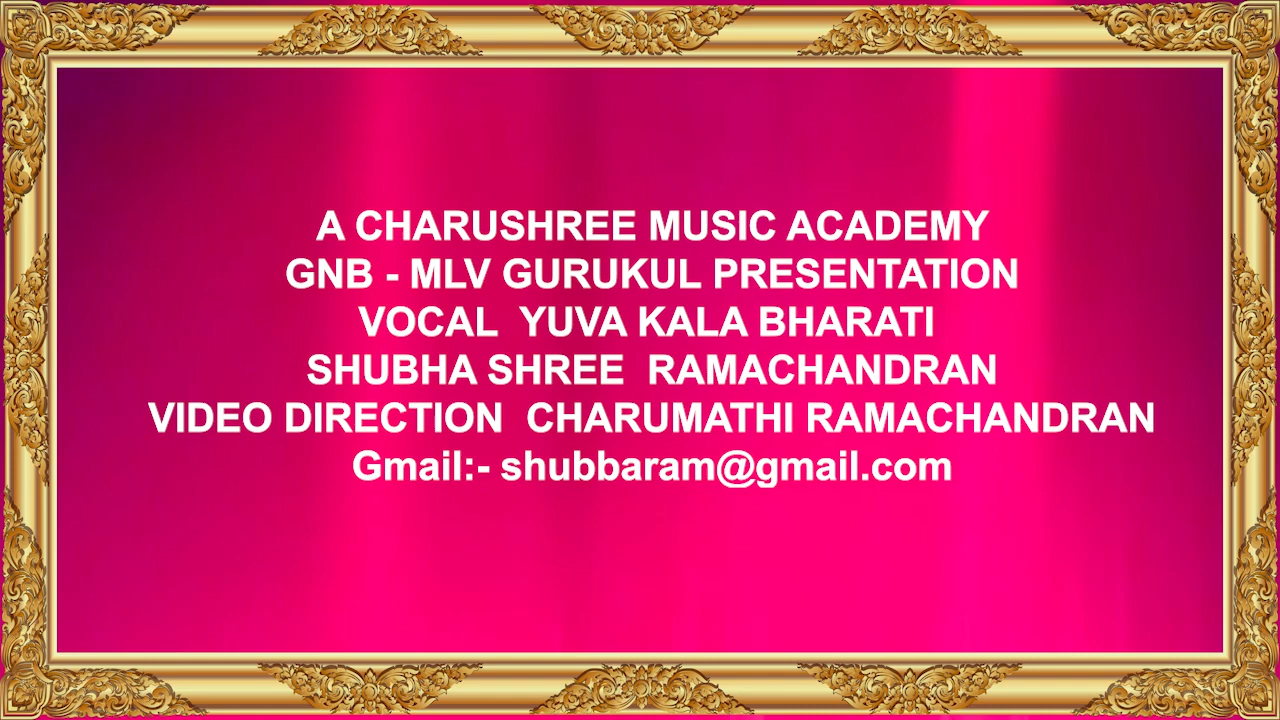 A CHARUSHREE MUSIC ACADEMY
GNB - MLV GURUKUL PRESENTATION
VOCAL  YUVA KALA BHARATI
SHUBHA SHREE  RAMACHANDRAN
VIDEO DIRECTION  CHARUMATHI RAMACHANDRAN
Gmail:- shubbaram@gmail.com